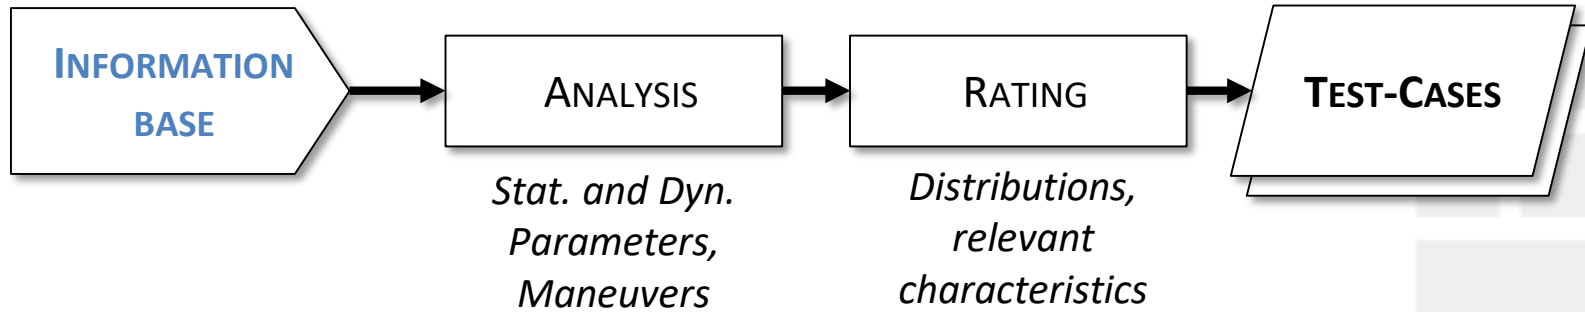 INFORMATION
BASE
ANALYSIS
RATING
TEST-CASES
Stat. and Dyn.
Parameters,
Maneuvers
Distributions,
relevant
characteristics